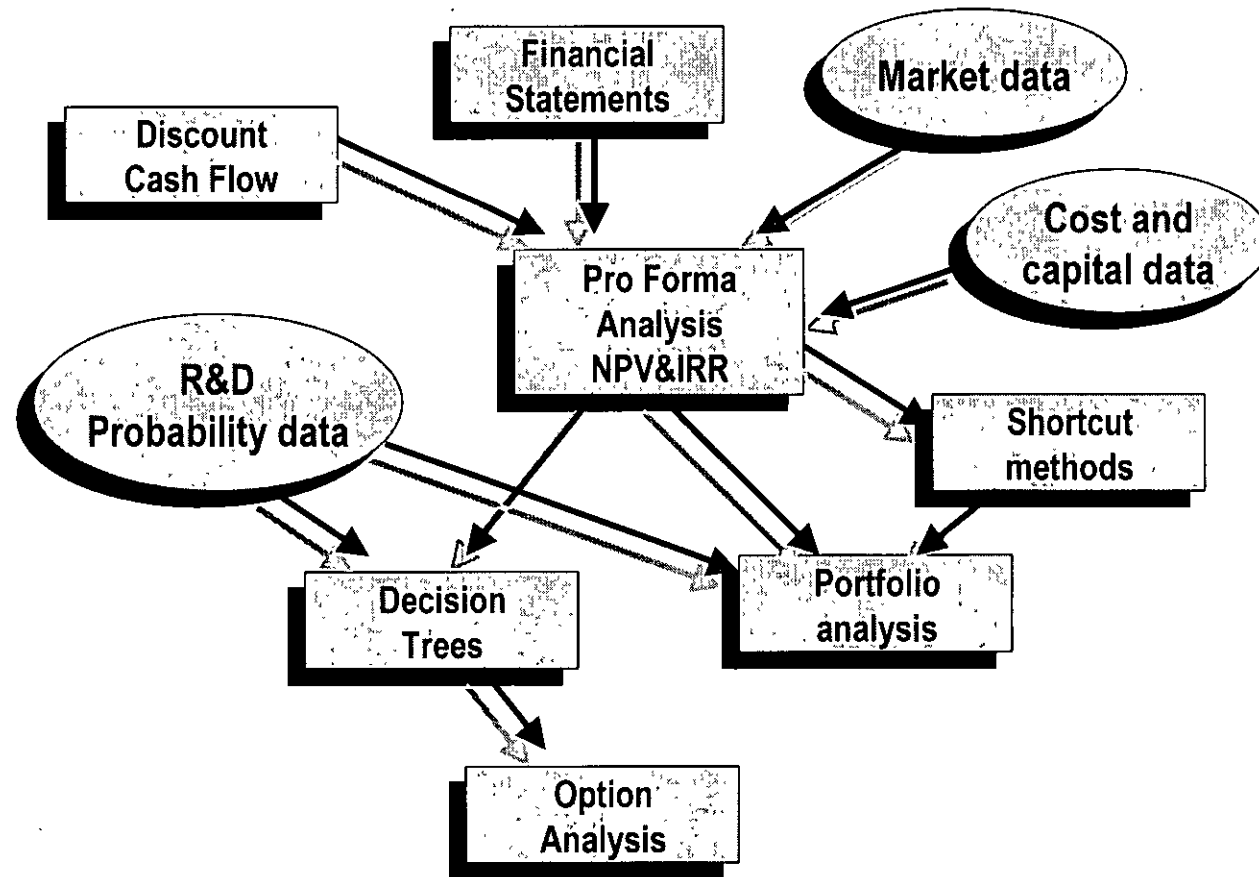 Financial
Statements
Market data
Discount
Cash Flow
Cost and
capital data
Pro Forma
Analysis
NPV&IRR
R&D
Probability data
Shortcut
methods
Decision
Trees
Portfolio
analysis
Option
Analysis